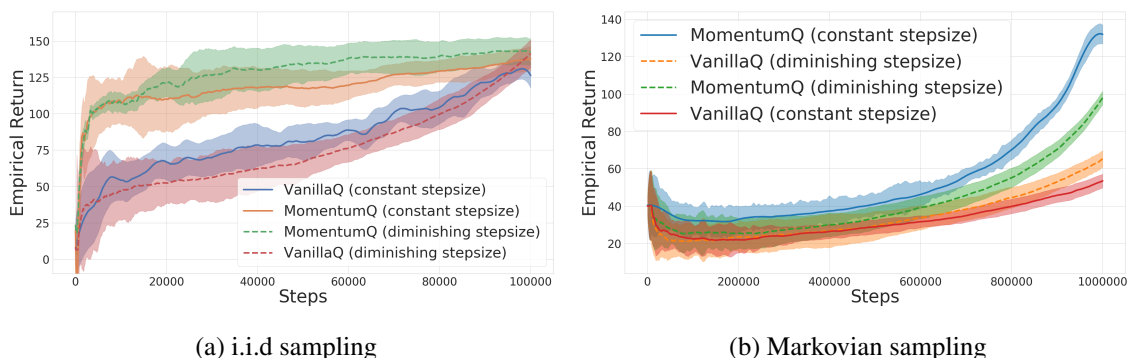 150
125
100
75
50
25
0
Empirical Return
VanillaQ (constant stepsize)
MomentumQ (constant stepsize)
MomentumQ (diminishing stepsize)
VanillaQ (diminishing stepsize)
0 20000 40000 60000 80000 100000
Steps
(a) i.i.d sampling
140
120
100
80
60
40
20
Empirical Return
MomentumQ (constant stepsize)
VanillaQ (diminishing stepsize)
MomentumQ (diminishing stepsize)
VanillaQ (constant stepsize)
0 200000 400000 600000 800000 1000000
Steps
(b) Markovian sampling